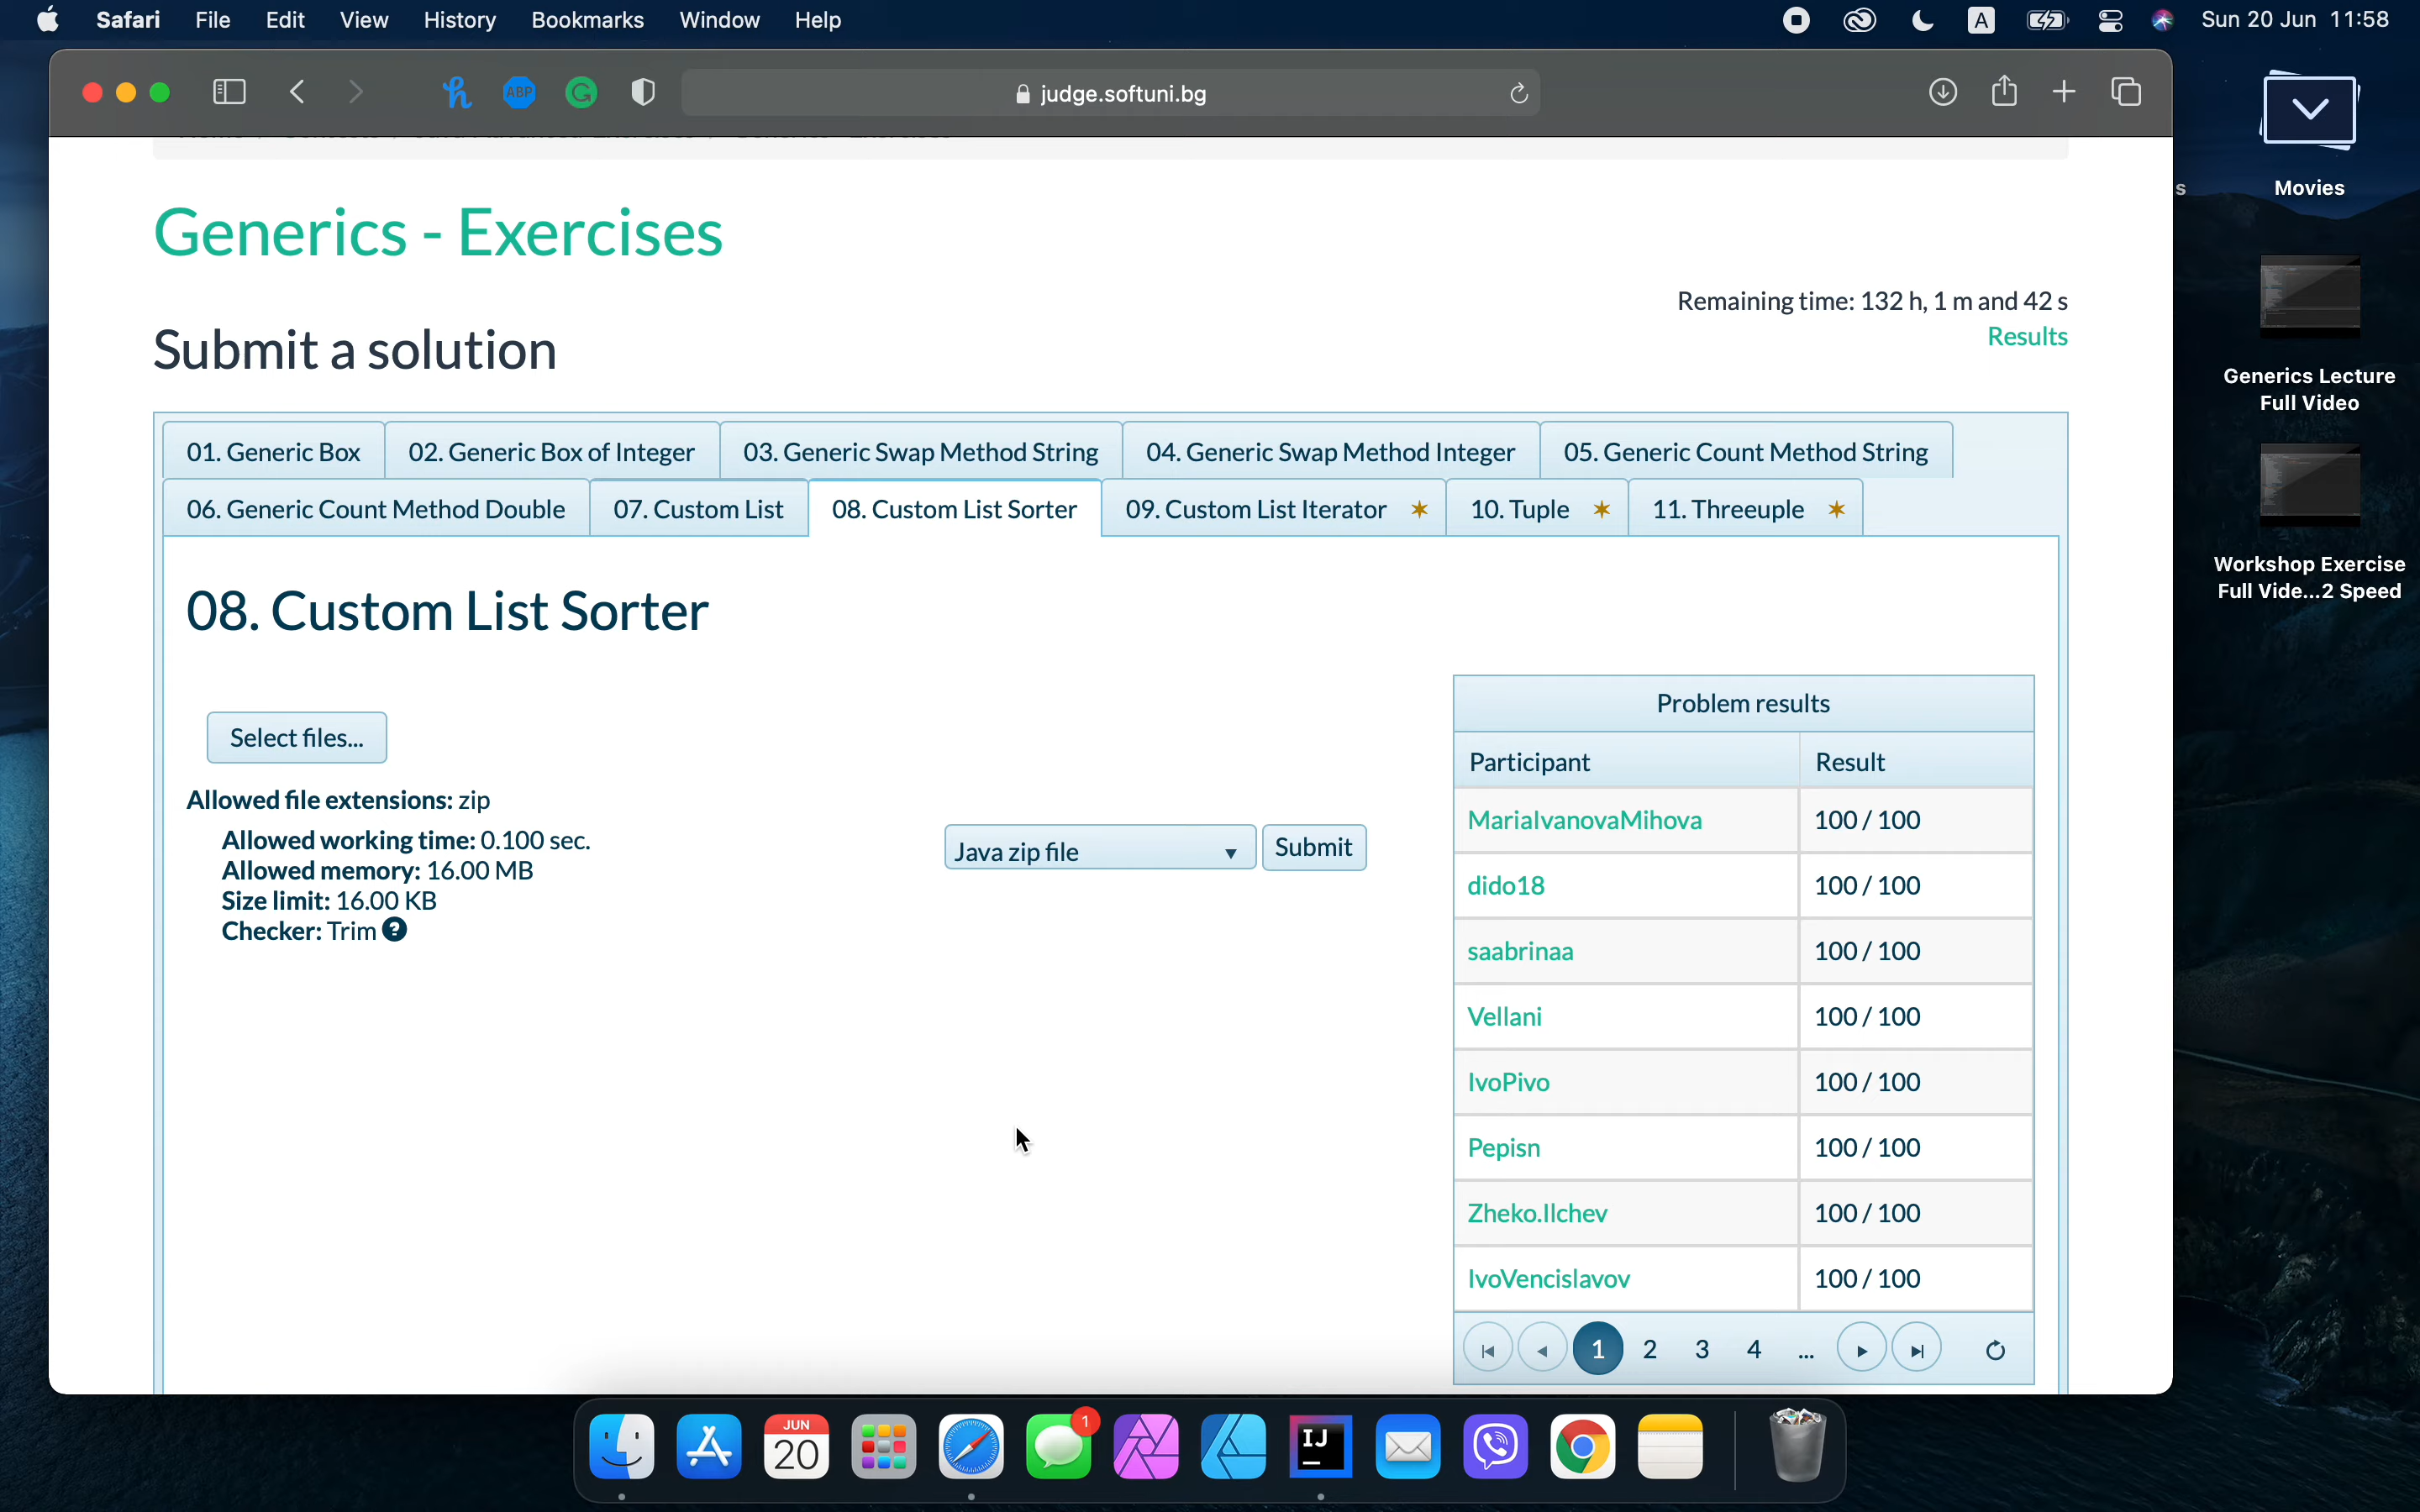 Safari File Edit View History Bookmarks Window Help A Sun 20 Jun 11:58
ABP judge.softuni.bg
Movies
Generics - Exercises
Remaining time: 132 h, 1 m and 42 s
Results
Submit a solution
Generics Lecture
Full Video
01. Generic Box 02. Generic Box of Integer 03. Generic Swap Method String 04. Generic Swap Method Integer 05. Generic Count Method String
06. Generic Count Method Double 07. Custom List 08. Custom List Sorter 09. Custom List Iterator 10. Tuple 11. Threeuple
Workshop Exercise
Full Vide...2 Speed
08. Custom List Sorter
Select files...
Allowed file extensions: zip
Allowed working time: 0.100 sec.
Allowed memory: 16.00 MB
Size limit: 16.00 KB
Checker: Trim ?
Java zip file Submit
Problem results
Participant Result
MariaIvanovaMihova 100 / 100
dido18 100 / 100
saabrinaa 100 / 100
Vellani 100 / 100
IvoPivo 100 / 100
Pepisn 100 / 100
Zheko.Ilchev 100 / 100
IvoVencislavov 100 / 100
1 2 3 4 ...
JUN
20
1
IJ